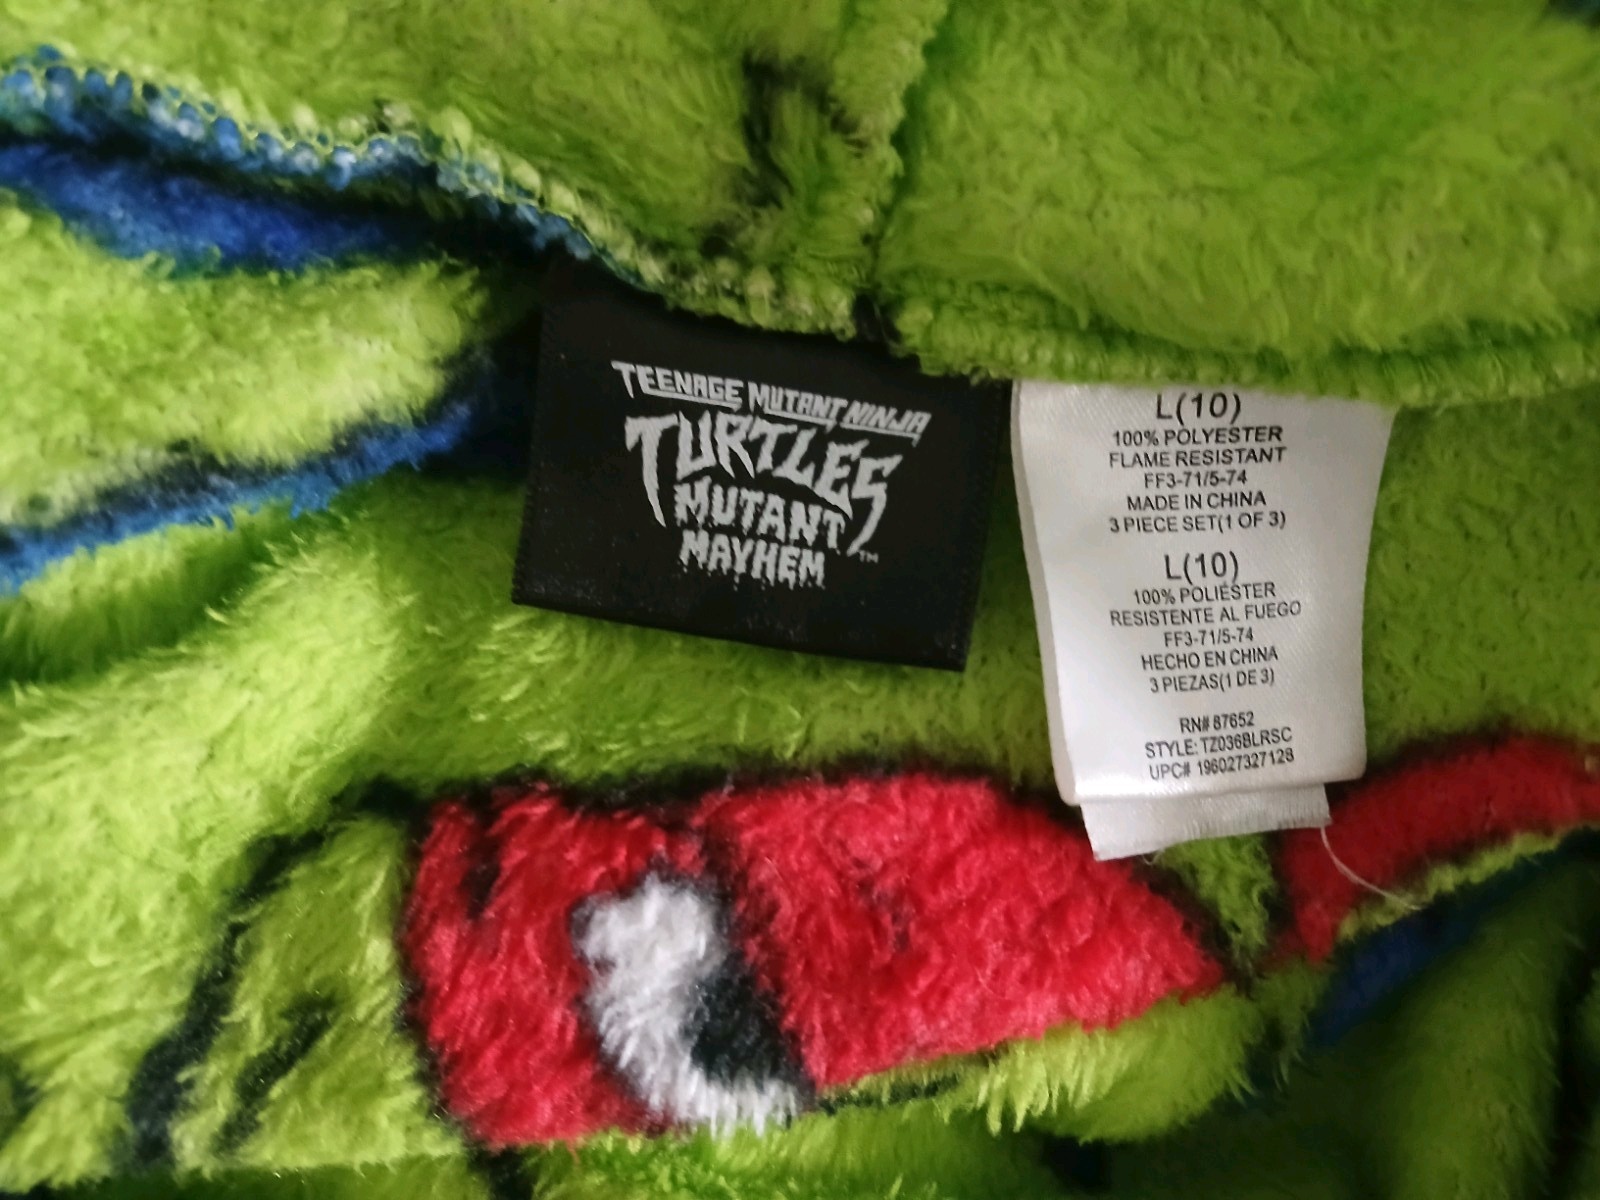 TEENAGE MUTANT NINJA
TURTLES
MUTANT
MAYHEM™
L(10)
100% POLYESTER
FLAME RESISTANT
FF3-71/5-74
MADE IN CHINA
3 PIECE SET(1 OF 3)
L(10)
100% POLIÉSTER
RESISTENTE AL FUEGO
FF3-71/5-74
HECHO EN CHINA
3 PIEZAS(1 DE 3)
RN# 87652
STYLE: TZ036BLRSC
UPC# 196027327128